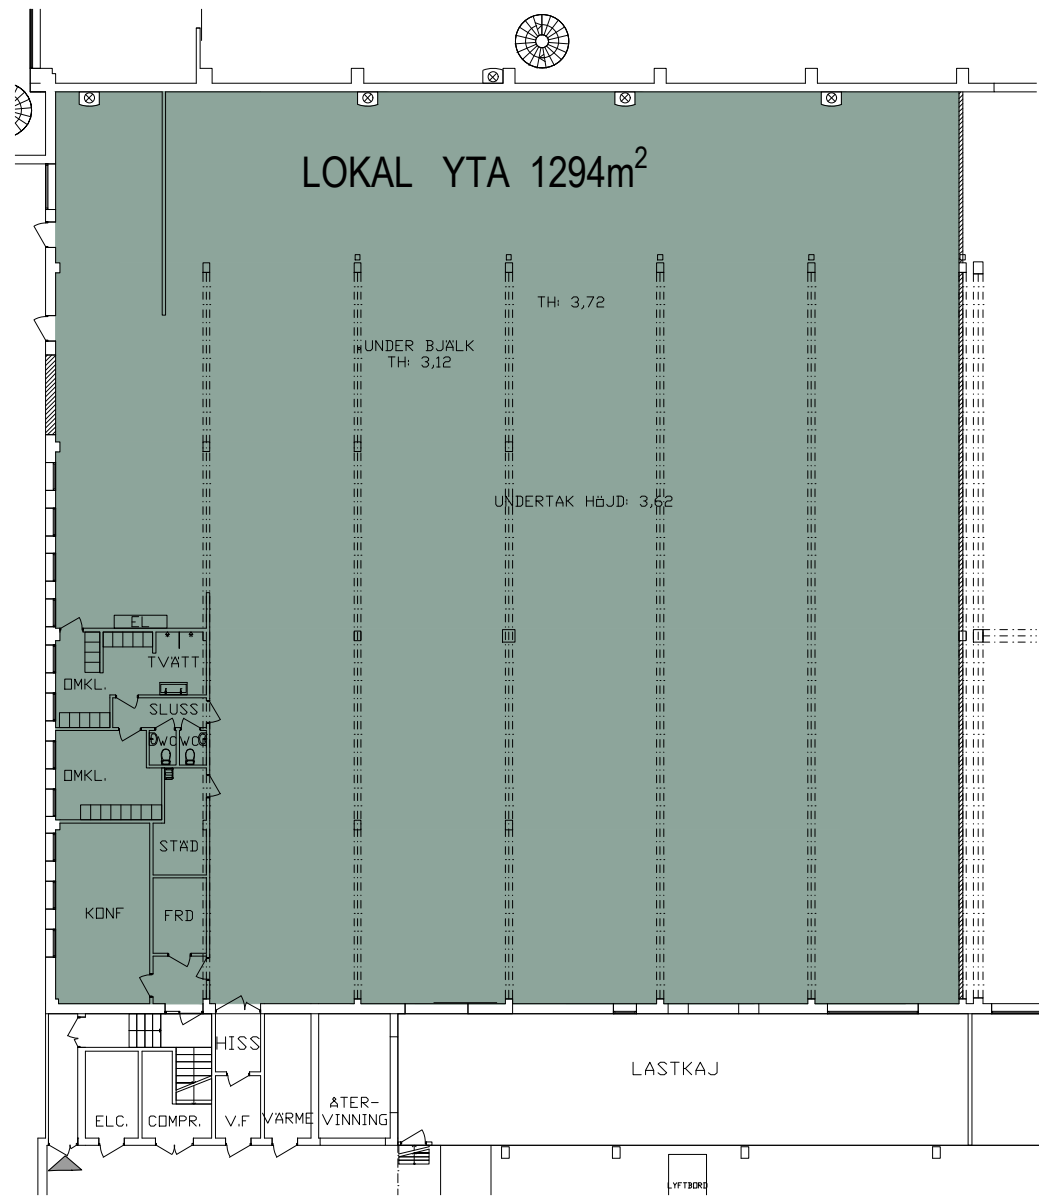 LOKAL YTA 1294m²
TH: 3,72
UNDER BJÄLK
TH: 3,12
UNDERTAK HÖJD: 3,62
EL
TVÄTT
OMKL.
SLUSS
WC WC
OMKL.
STÄD
KONF
FRD
HISS
LASTKAJ
ELC.
COMPR.
V.F
VÄRME
ÅTER-
VINNING
LYFTBORD